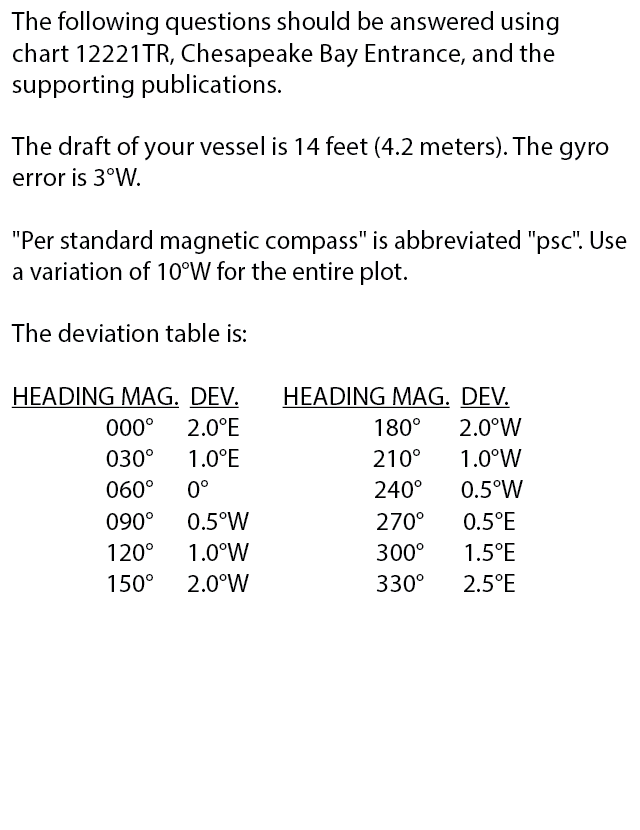 The following questions should be answered using
chart 12221TR, Chesapeake Bay Entrance, and the
supporting publications.
The draft of your vessel is 14 feet (4.2 meters). The gyro
error is 3°W.
"Per standard magnetic compass" is abbreviated "psc". Use
a variation of 10°W for the entire plot.
The deviation table is:
HEADING MAG. DEV. HEADING MAG. DEV.
000° 2.0°E 180° 2.0°W
030° 1.0°E 210° 1.0°W
060° 0° 240° 0.5°W
090° 0.5°W 270° 0.5°E
120° 1.0°W 300° 1.5°E
150° 2.0°W 330° 2.5°E